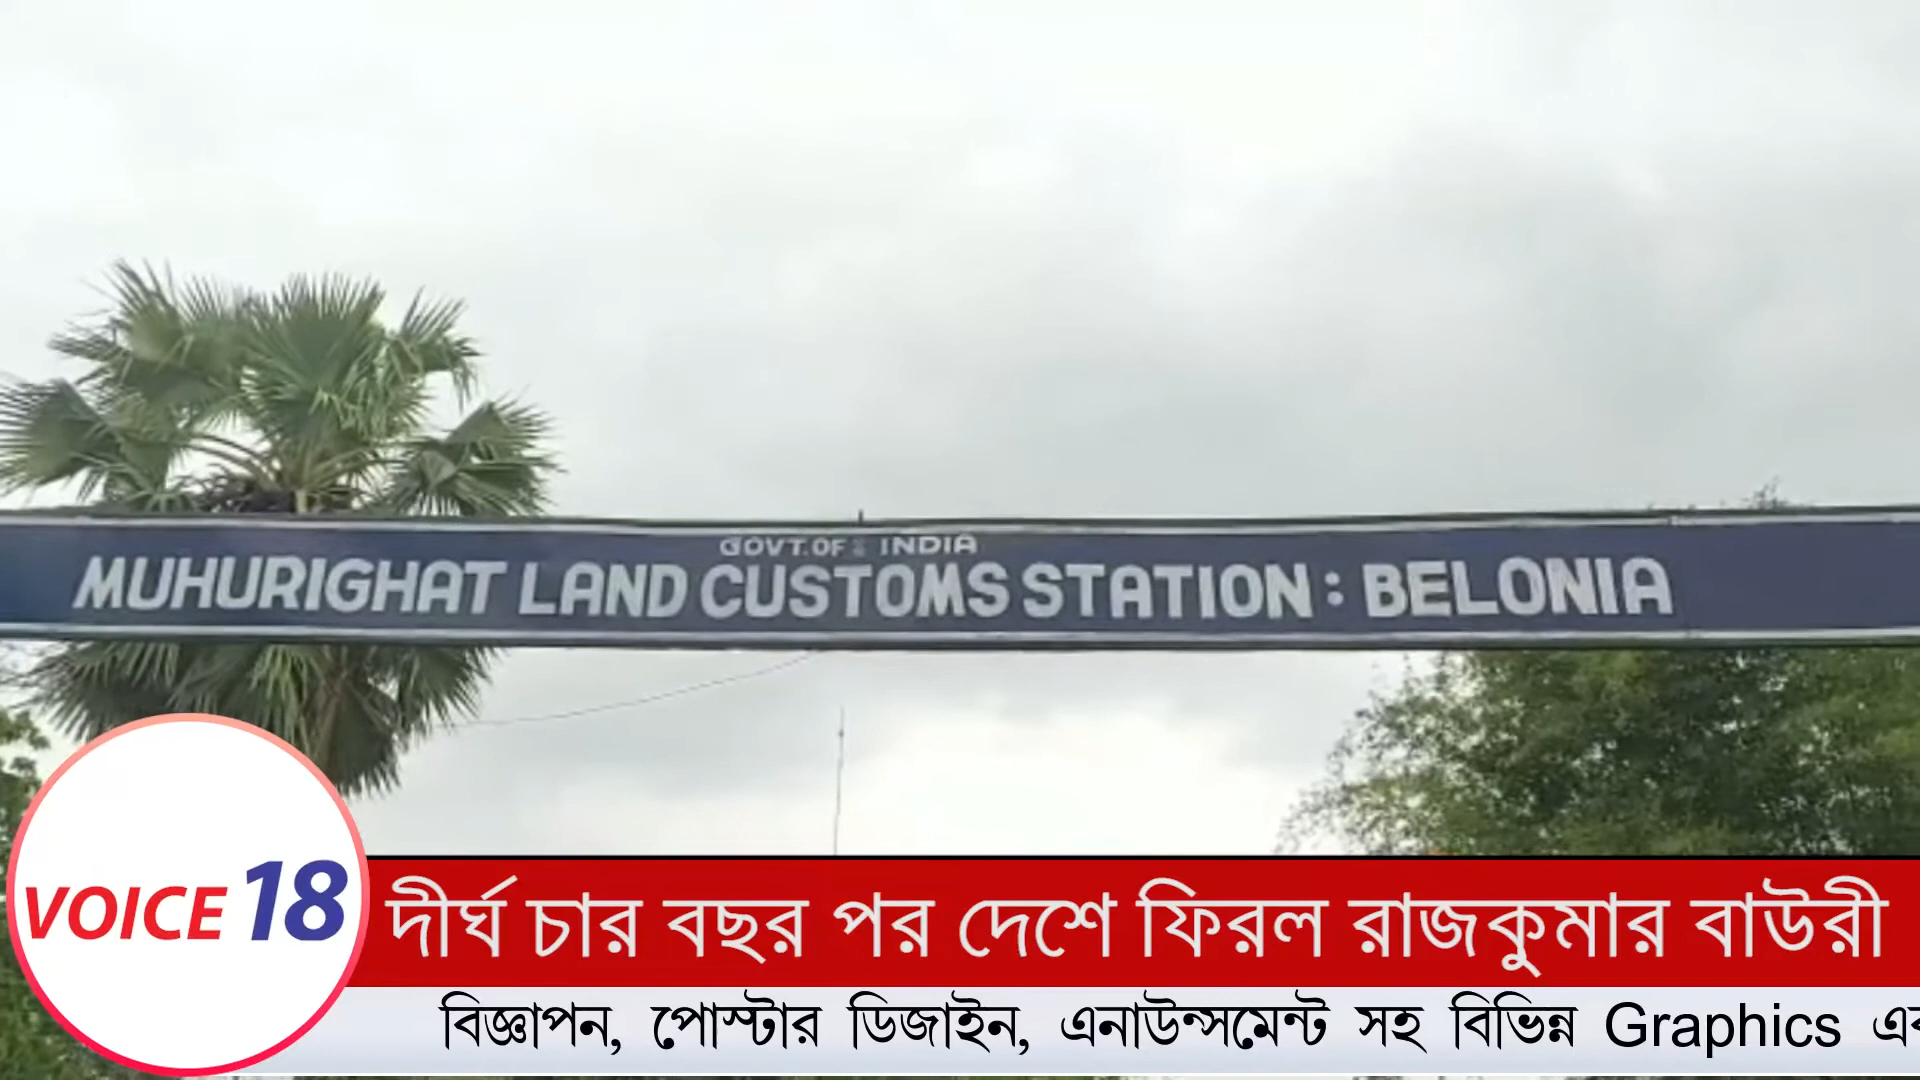 GOVT.OF : INDIA
MUHURIGHAT LAND CUSTOMS STATION : BELONIA
VOICE 18
দীর্ঘ চার বছর পর দেশে ফিরল রাজকুমার বাউরী
বিজ্ঞাপন, পোস্টার ডিজাইন, এনাউন্সমেন্ট সহ বিভিন্ন Graphics